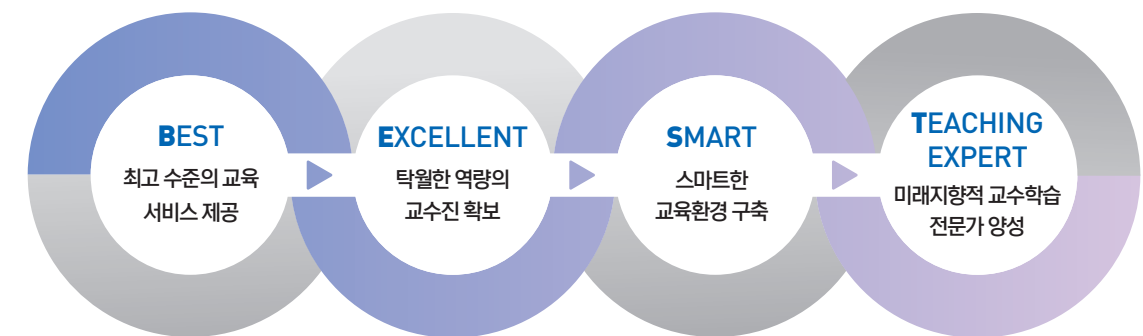 BEST
최고 수준의 교육
서비스 제공
EXCELLENT
탁월한 역량의
교수진 확보
SMART
스마트한
교육환경 구축
TEACHING
EXPERT
미래지향적 교수학습
전문가 양성